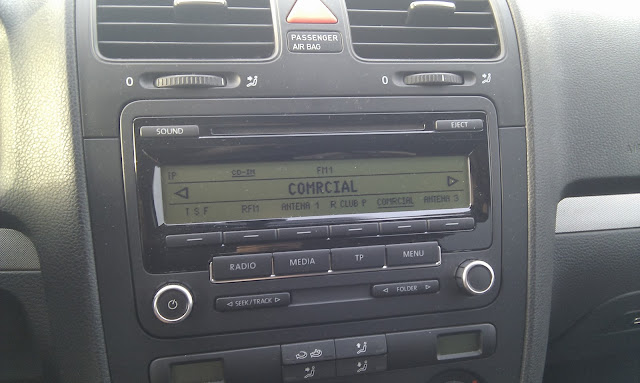 PASSENGER
AIR BAG
0 0
SOUND EJECT
TP CD-IN FM1
COMRCIAL
T S F RFM ANTENA 1 R CLUB P COMRCIAL ANTENA 3
RADIO MEDIA TP MENU
SEEK / TRACK FOLDER